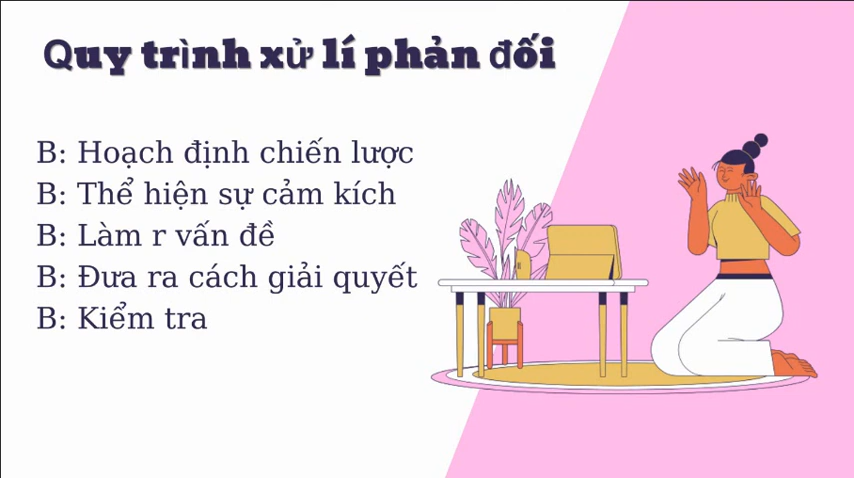 Quy trình xử lí phản đối
B: Hoạch định chiến lược
B: Thể hiện sự cảm kích
B: Làm r vấn đề
B: Đưa ra cách giải quyết
B: Kiểm tra